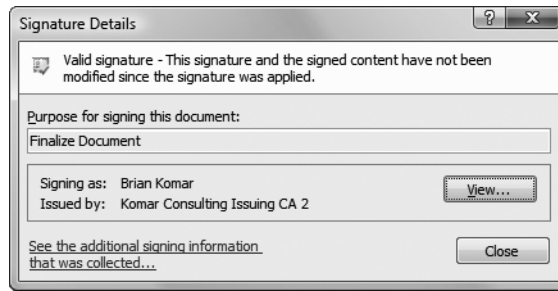 Signature Details
? X
Valid signature - This signature and the signed content have not been
modified since the signature was applied.
Purpose for signing this document:
Finalize Document
Signing as: Brian Komar
View...
Issued by: Komar Consulting Issuing CA 2
See the additional signing information
that was collected...
Close